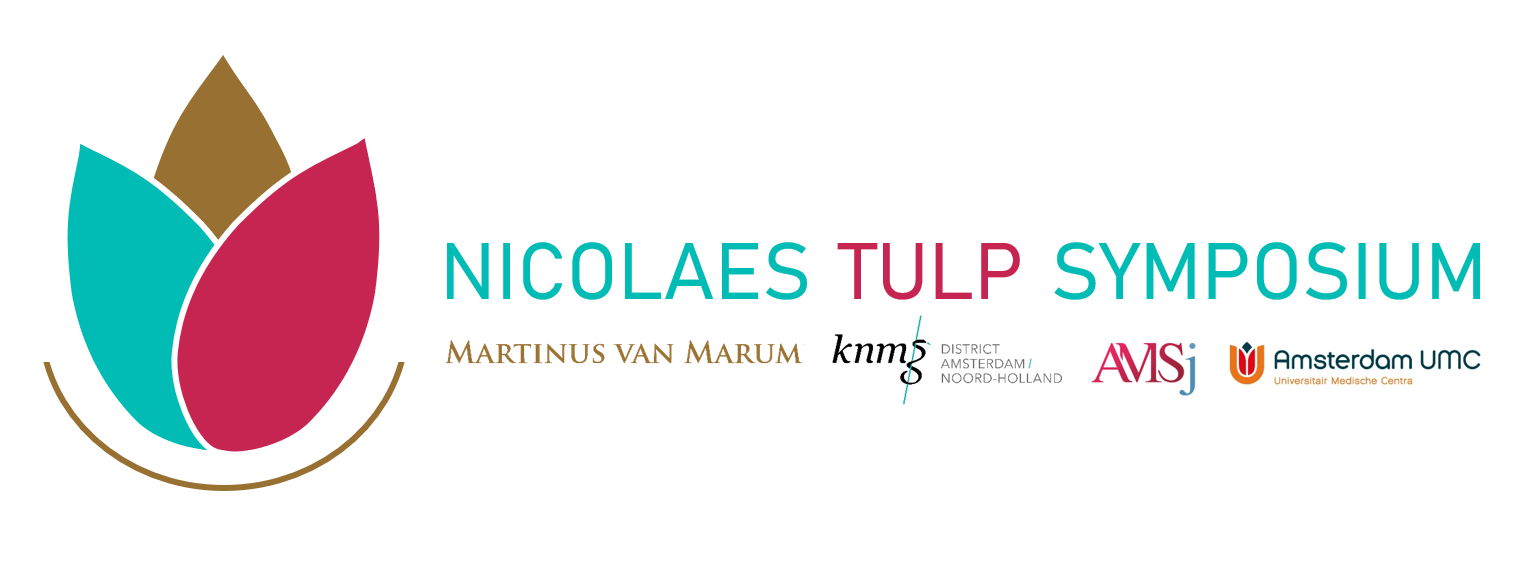 NICOLAES TULP SYMPOSIUM
MARTINUS VAN MARUM
knmg
DISTRICT
AMSTERDAM/
NOORD-HOLLAND
AMSj
Amsterdam UMC
Universitair Medische Centra